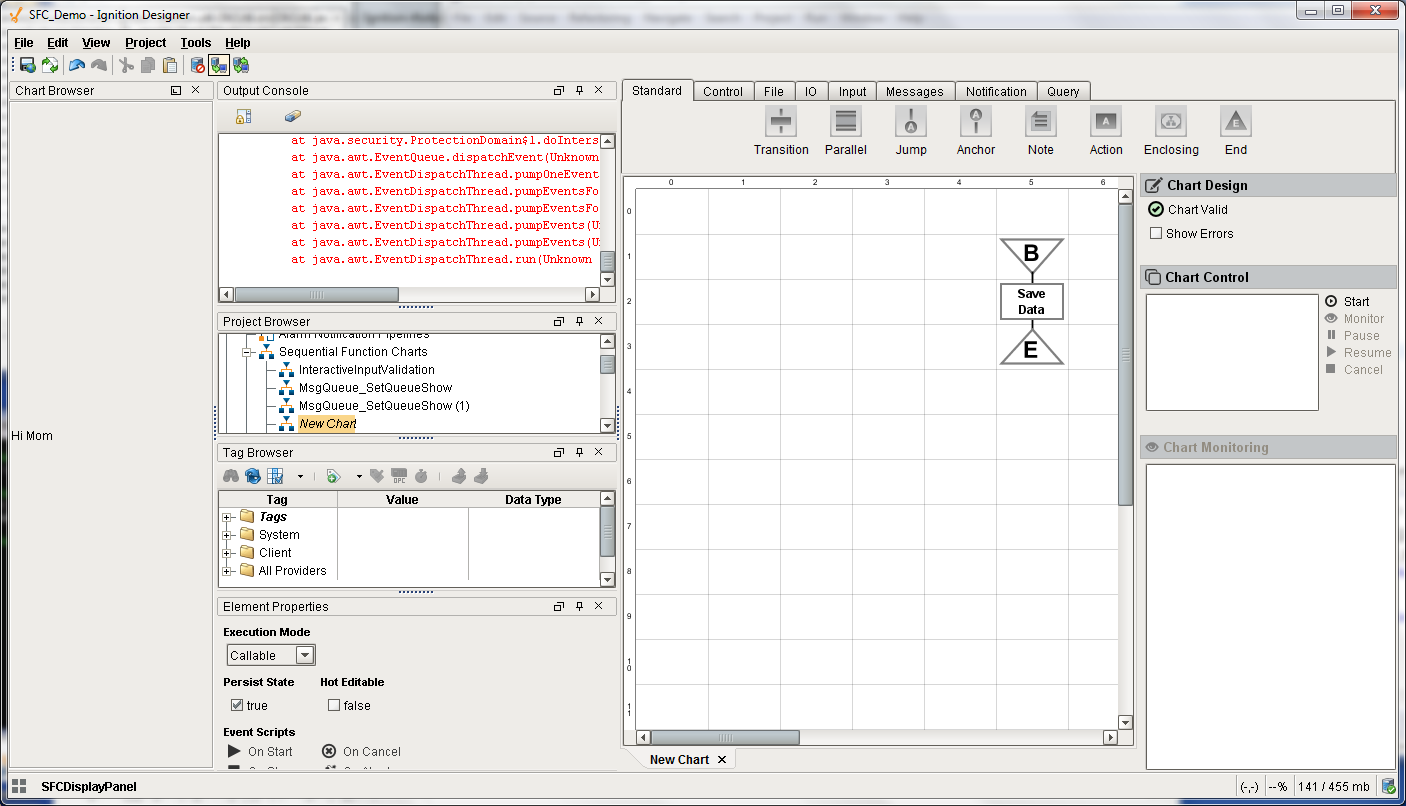 SFC_Demo - Ignition Designer
File Edit View Project Tools Help
Chart Browser
Hi Mom
Output Console
at java.security.ProtectionDomain$1.doInters
at java.awt.EventQueue.dispatchEvent(Unknown
at java.awt.EventDispatchThread.pumpOneEvent
at java.awt.EventDispatchThread.pumpEventsFo
at java.awt.EventDispatchThread.pumpEventsFo
at java.awt.EventDispatchThread.pumpEvents(U
at java.awt.EventDispatchThread.pumpEvents(U
at java.awt.EventDispatchThread.run(Unknown
Project Browser
Alarm Notification Pipelines
Sequential Function Charts
InteractiveInputValidation
MsgQueue_SetQueueShow
MsgQueue_SetQueueShow (1)
New Chart
Tag Browser
OPC
Tag Value Data Type
Tags
System
Client
All Providers
Element Properties
Execution Mode
Callable
Persist State Hot Editable
true false
Event Scripts
On Start On Cancel
Standard Control File IO Input Messages Notification Query
A A A E
Transition Parallel Jump Anchor Note Action Enclosing End
0 1 2 3 4 5 6
0
1
2
3
4
5
6
7
8
9
10
11
B
Save
Data
E
New Chart
Chart Design
Chart Valid
Show Errors
Chart Control
Start
Monitor
Pause
Resume
Cancel
Chart Monitoring
SFCDisplayPanel
(-,-) --% 141 / 455 mb